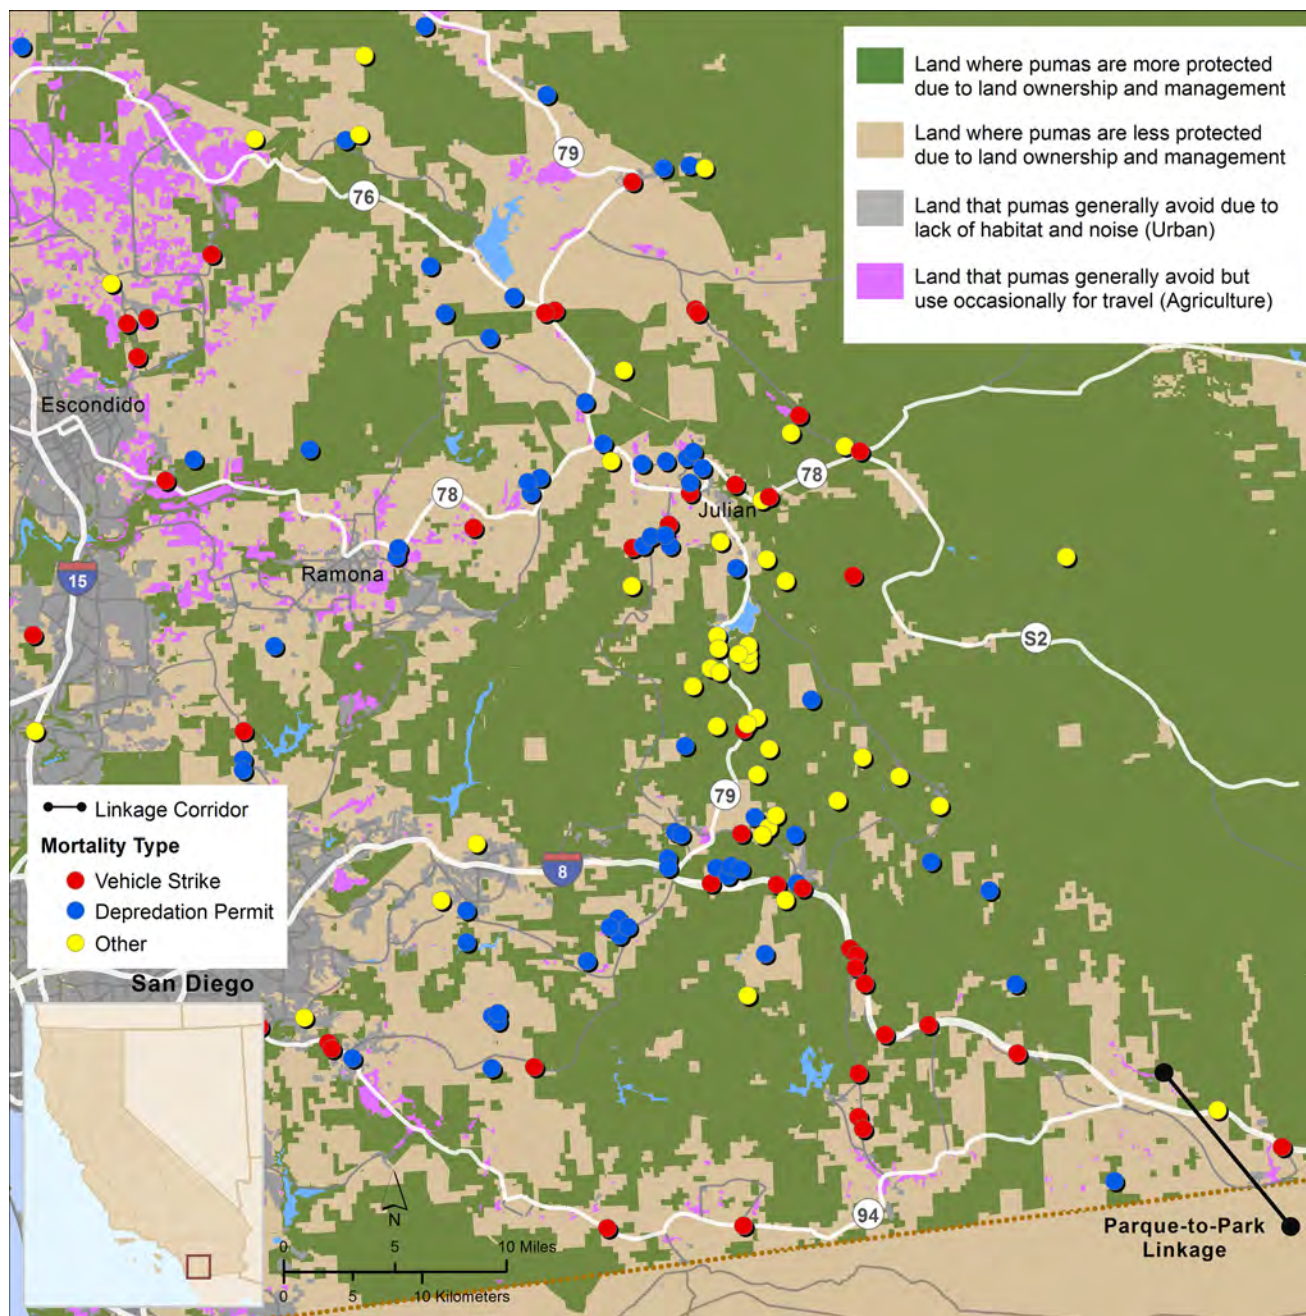 Land where pumas are more protected
due to land ownership and management
Land where pumas are less protected
due to land ownership and management
Land that pumas generally avoid due to
lack of habitat and noise (Urban)
Land that pumas generally avoid but
use occasionally for travel (Agriculture)
79
76
Escondido
78
78
Julian
15
Ramona
S2
79
Linkage Corridor
Mortality Type
Vehicle Strike
Depredation Permit
Other
8
San Diego
N
94
Parque-to-Park
Linkage
0 5 10 Miles
0 5 10 Kilometers